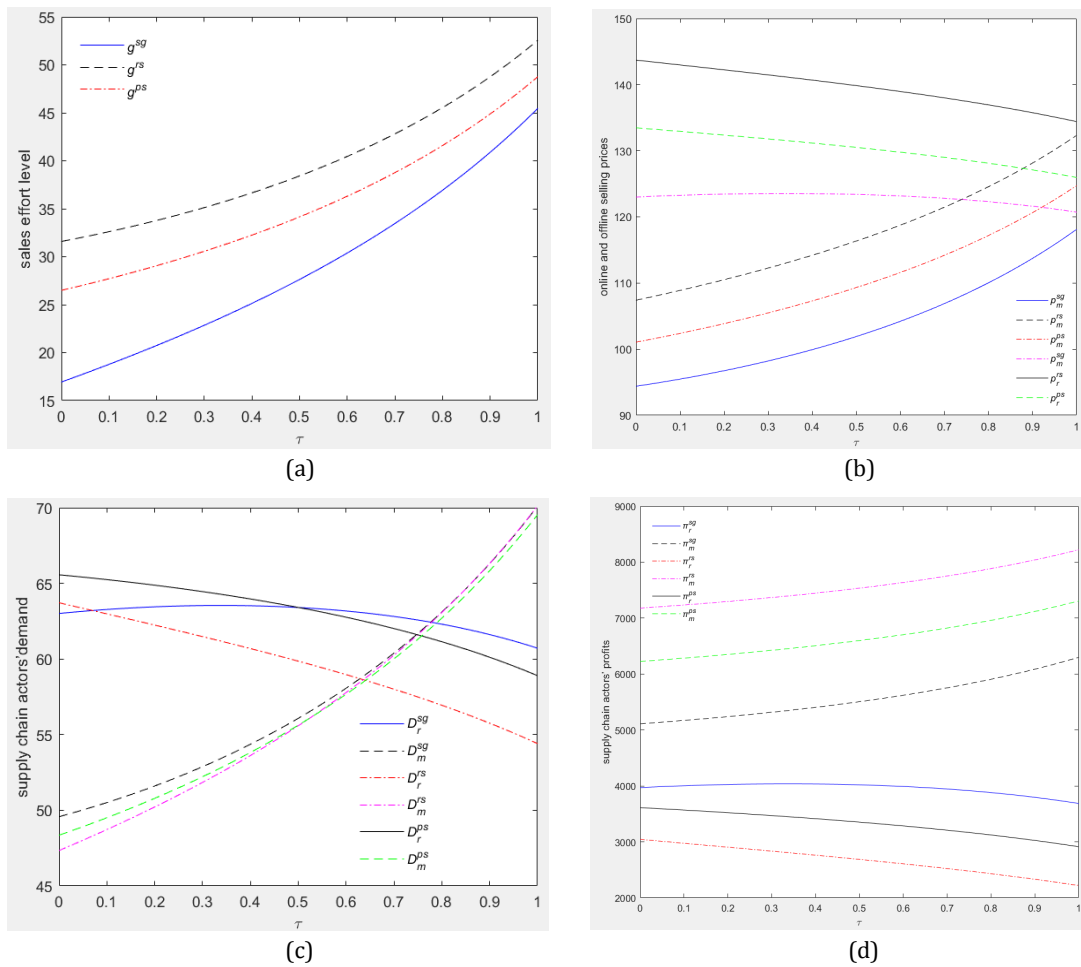 55
50
45
40
35
30
25
20
15
sales effort level
g^sg
g^rs
g^ps
0 0.1 0.2 0.3 0.4 0.5 0.6 0.7 0.8 0.9 1
τ
(a)
150
140
130
120
110
100
90
online and offline selling prices
p_m^sg
p_m^rs
p_m^ps
p_m^sg
p_r^rs
p_r^ps
0 0.1 0.2 0.3 0.4 0.5 0.6 0.7 0.8 0.9 1
τ
(b)
70
65
60
55
50
45
supply chain actors'demand
D_r^sg
D_m^sg
D_r^rs
D_m^rs
D_r^ps
D_m^ps
0 0.1 0.2 0.3 0.4 0.5 0.6 0.7 0.8 0.9 1
τ
(c)
9000
8000
7000
6000
5000
4000
3000
2000
supply chain actors' profits
π_r^sg
π_m^sg
π_r^rs
π_m^rs
π_r^ps
π_m^ps
0 0.1 0.2 0.3 0.4 0.5 0.6 0.7 0.8 0.9 1
τ
(d)